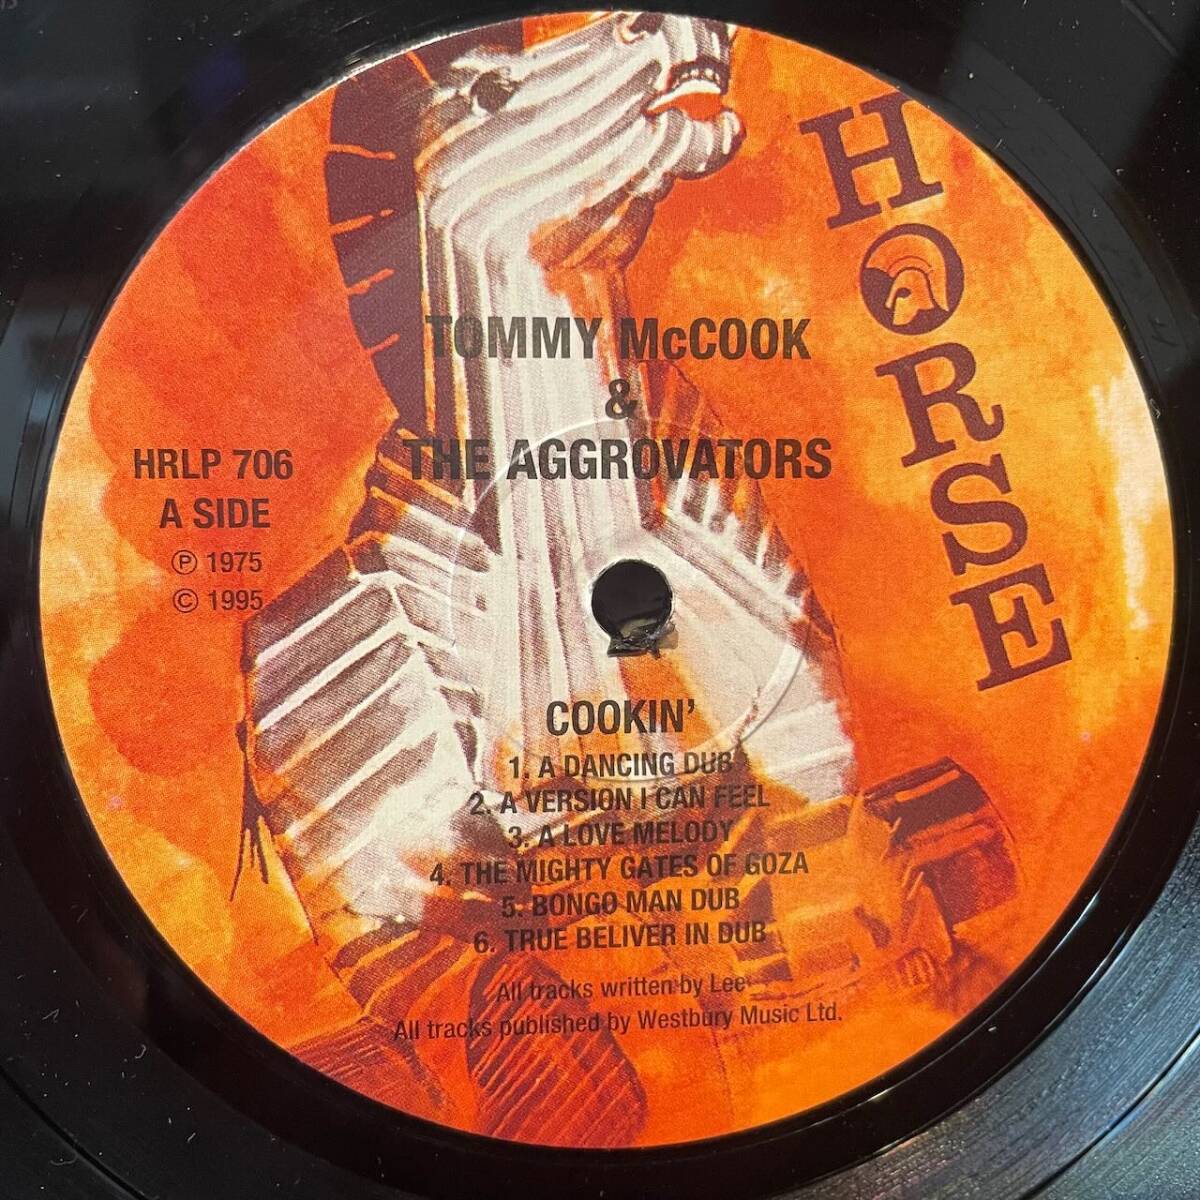 HORSE
TOMMY McCOOK
&
THE AGGROVATORS
HRLP 706
A SIDE
℗ 1975
© 1995
COOKIN'
1. A DANCING DUB
2. A VERSION I CAN FEEL
3. A LOVE MELODY
4. THE MIGHTY GATES OF GOZA
5. BONGO MAN DUB
6. TRUE BELIVER IN DUB
All tracks written by Lee
All tracks published by Westbury Music Ltd.